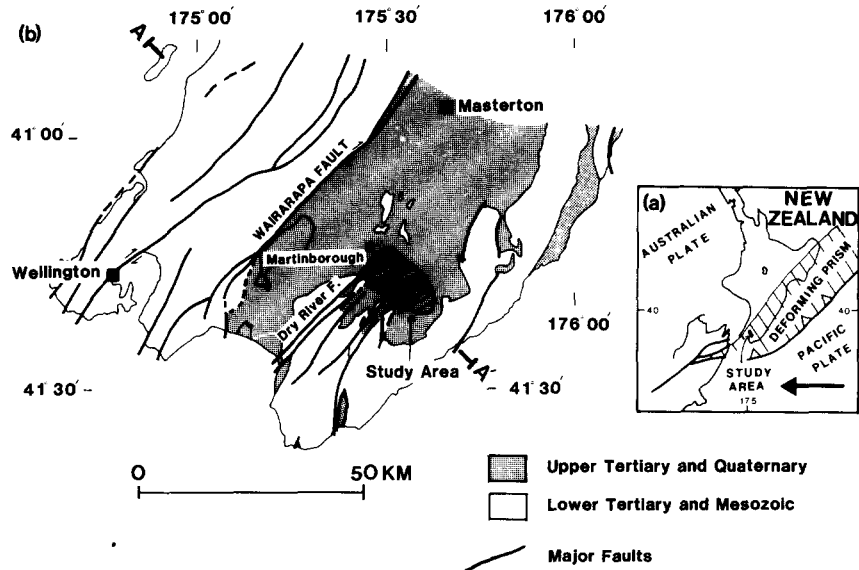 (b)
175°00'
175°30'
176°00'
A
Masterton
41°00'
WAIRARAPA FAULT
Martinborough
Wellington
Dry River F.
176°00'
Study Area
A'
41°30'
41°30'
0 50 KM
Upper Tertiary and Quaternary
Lower Tertiary and Mesozoic
Major Faults
(a)
NEW
ZEALAND
AUSTRALIAN
PLATE
DEFORMING PRISM
40
40
PACIFIC
PLATE
STUDY
AREA
175